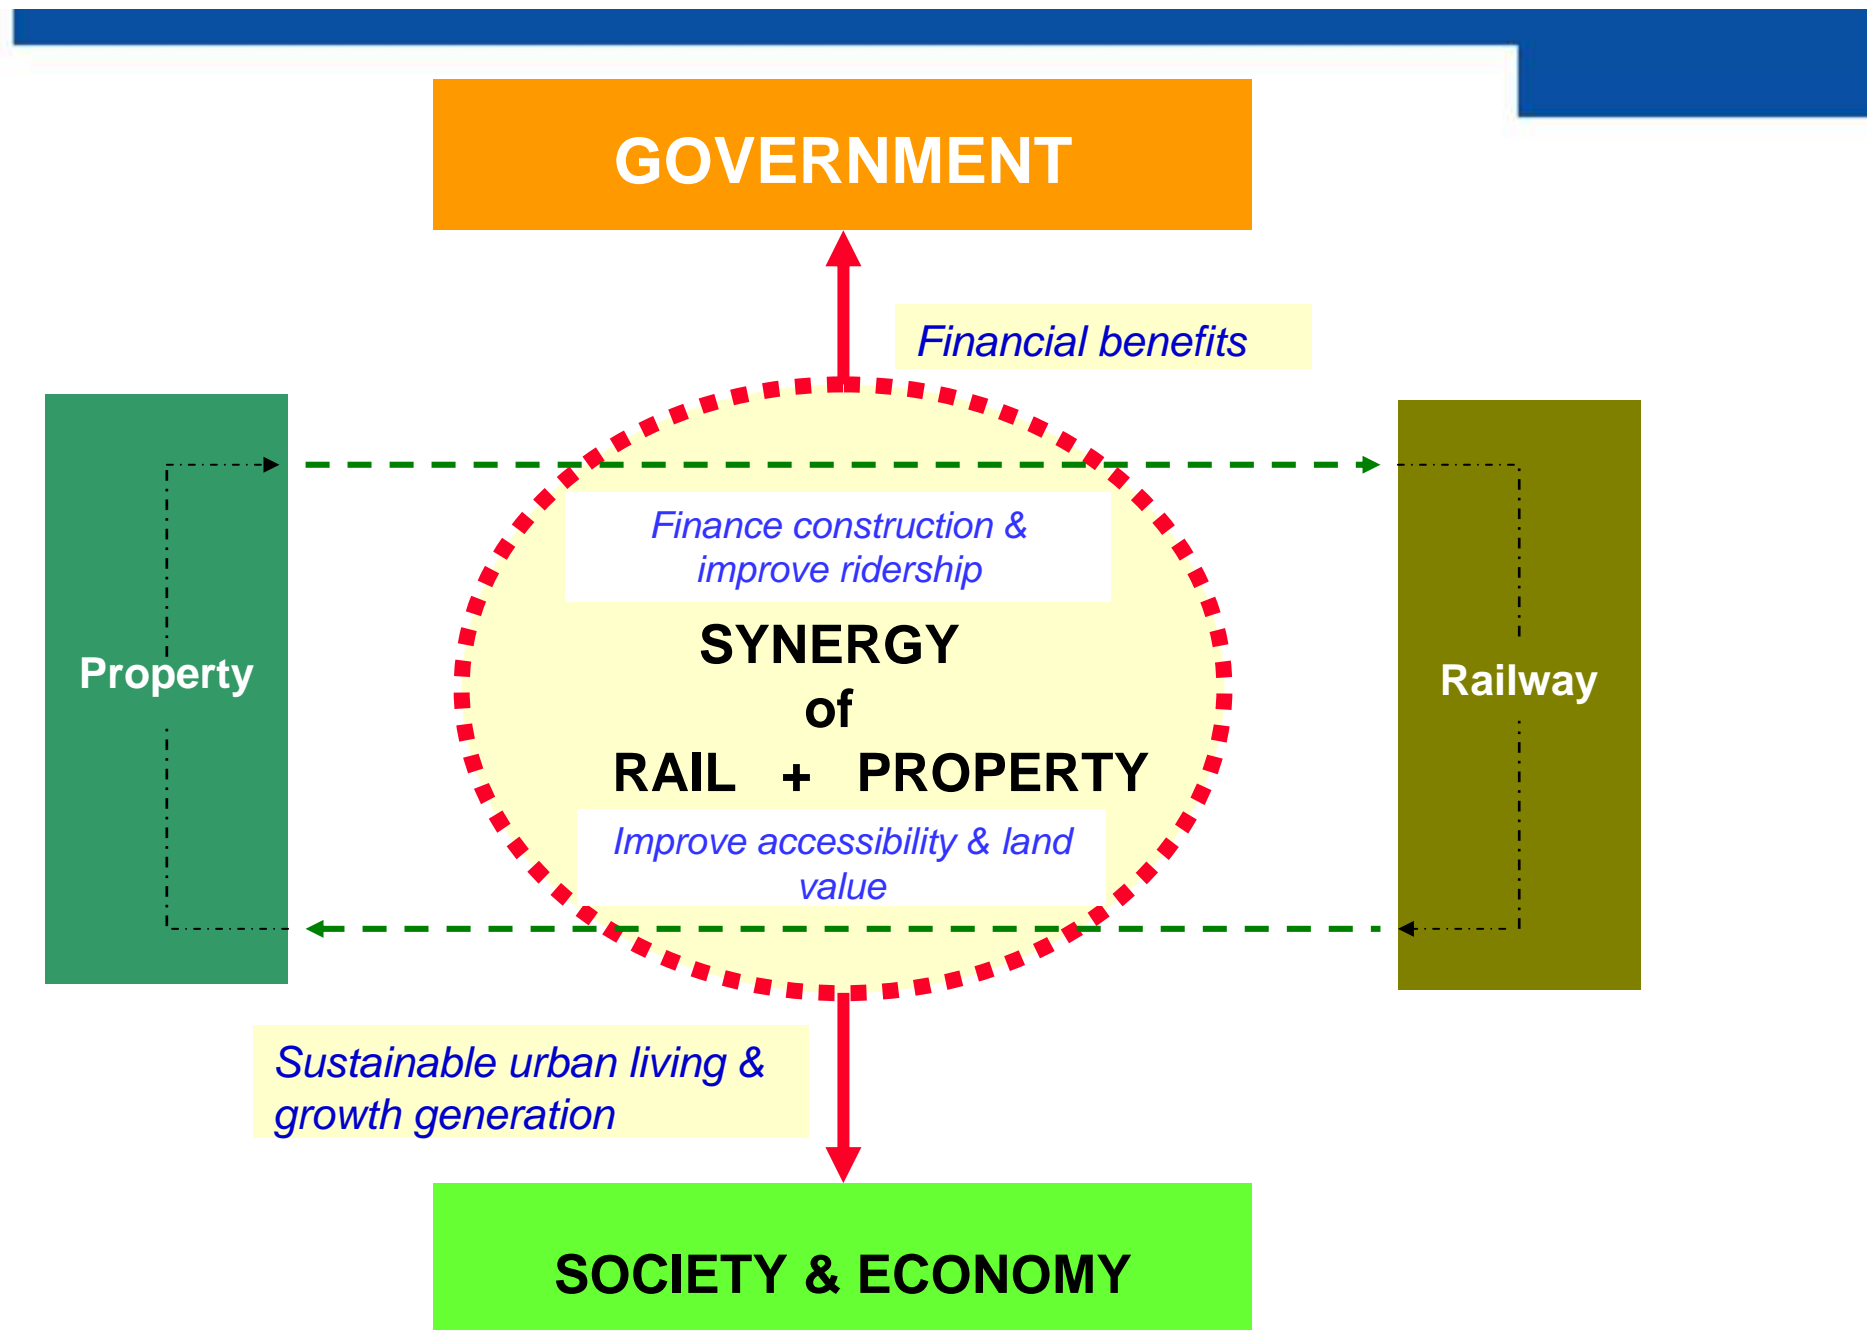 GOVERNMENT
Financial benefits
Finance construction &
improve ridership
SYNERGY
of
RAIL + PROPERTY
Property
Railway
Improve accessibility & land
value
Sustainable urban living &
growth generation
SOCIETY & ECONOMY